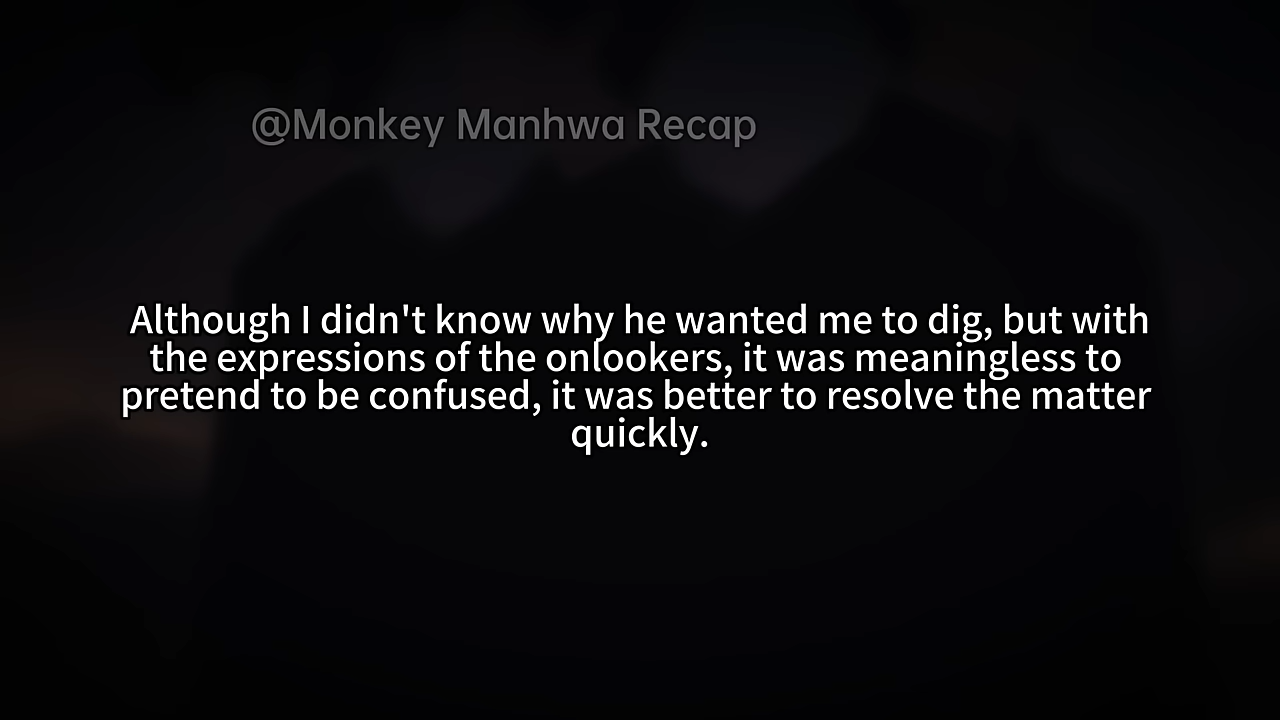 @Monkey Manhwa Recap
Although I didn't know why he wanted me to dig, but with
the expressions of the onlookers, it was meaningless to
pretend to be confused, it was better to resolve the matter
quickly.